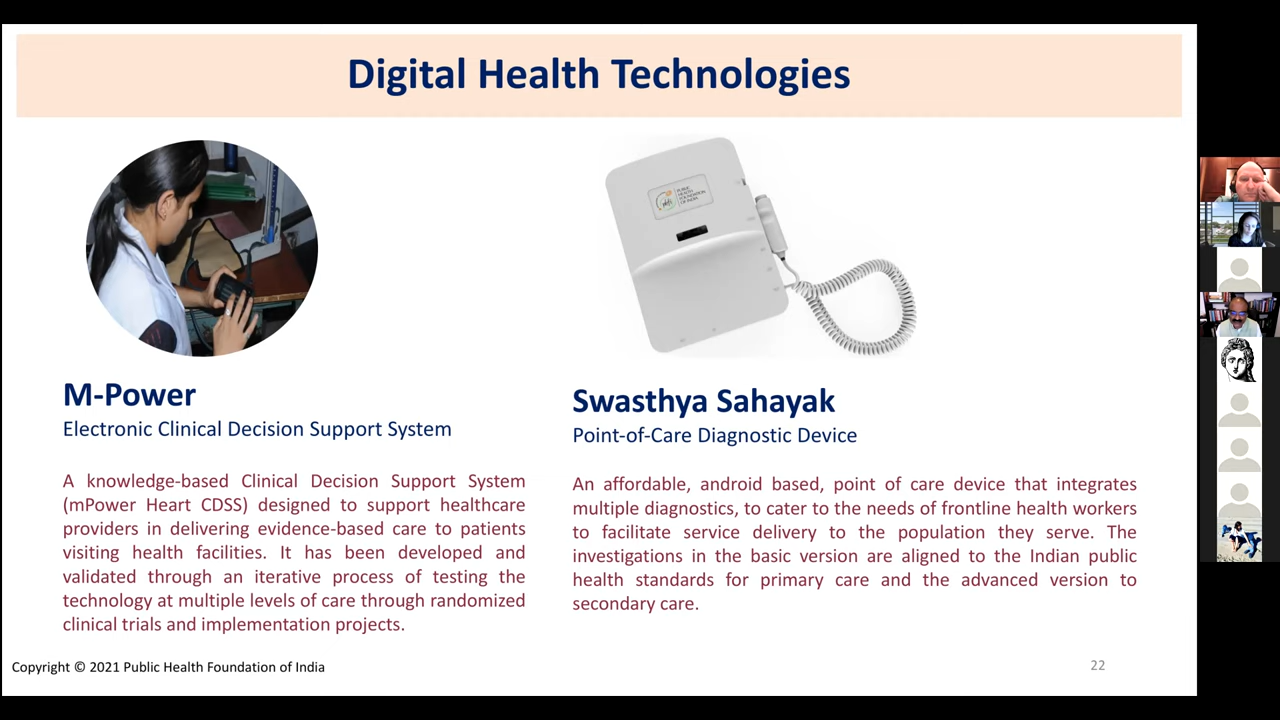 Digital Health Technologies
PUBLIC
HEALTH
FOUNDATION
OF INDIA
M-Power
Electronic Clinical Decision Support System
A knowledge-based Clinical Decision Support System
(mPower Heart CDSS) designed to support healthcare
providers in delivering evidence-based care to patients
visiting health facilities. It has been developed and
validated through an iterative process of testing the
technology at multiple levels of care through randomized
clinical trials and implementation projects.
Swasthya Sahayak
Point-of-Care Diagnostic Device
An affordable, android based, point of care device that integrates
multiple diagnostics, to cater to the needs of frontline health workers
to facilitate service delivery to the population they serve. The
investigations in the basic version are aligned to the Indian public
health standards for primary care and the advanced version to
secondary care.
Copyright © 2021 Public Health Foundation of India
22